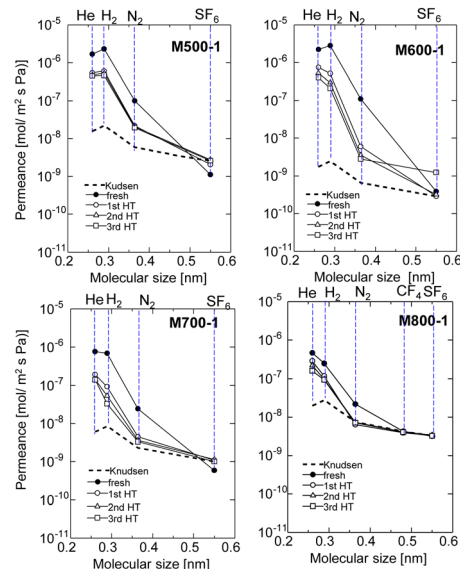 He H2 N2 SF6
M500-1
10-5
10-6
10-7
10-8
10-9
10-10
10-11
Permeance [mol/ m2 s Pa)]
Kudsen
fresh
1st HT
2nd HT
3rd HT
0.2 0.3 0.4 0.5 0.6
Molecular size [nm]
He H2 N2 SF6
M600-1
10-5
10-6
10-7
10-8
10-9
10-10
10-11
Permeance [mol/ m2 s Pa)]
Kudsen
fresh
1st HT
2nd HT
3rd HT
0.2 0.3 0.4 0.5 0.6
Molecular size [nm]
He H2 N2 SF6
M700-1
10-5
10-6
10-7
10-8
10-9
10-10
10-11
Permeance [mol/ m2 s Pa)]
Knudsen
fresh
1st HT
2nd HT
3rd HT
0.2 0.3 0.4 0.5 0.6
Molecular size [nm]
He H2 N2 CF4 SF6
M800-1
10-5
10-6
10-7
10-8
10-9
10-10
10-11
Permeance [mol/ m2 s Pa)]
Knudsen
fresh
1st HT
2nd HT
3rd HT
0.2 0.3 0.4 0.5 0.6
Molecular size [nm]